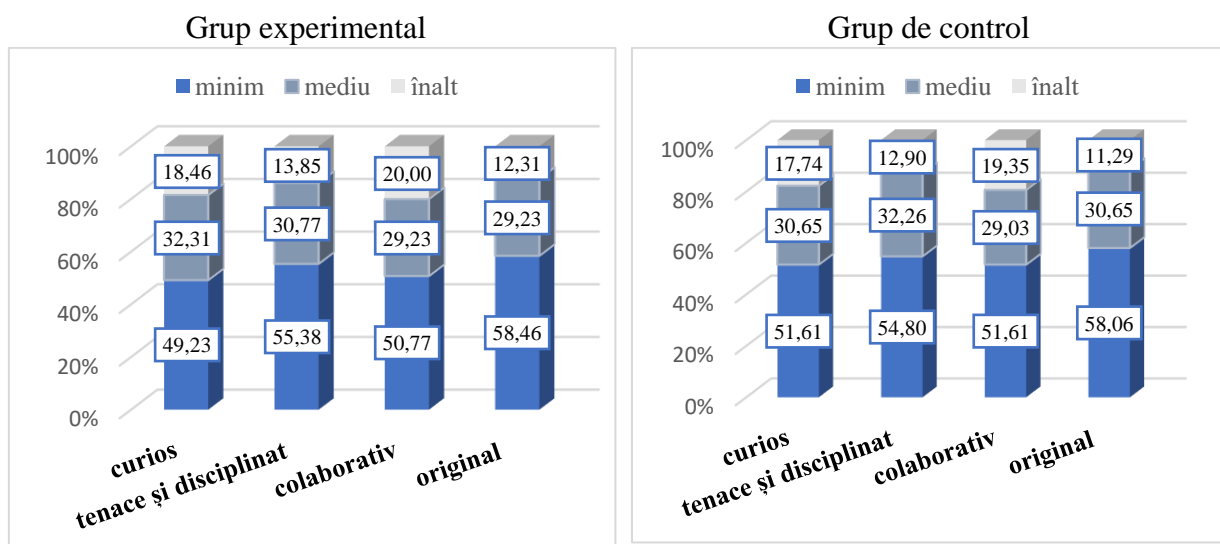 Grup experimental
minim mediu înalt
100%
80%
60%
40%
20%
0%
18,46 13,85 20,00 12,31
32,31 30,77 29,23 29,23
49,23 55,38 50,77 58,46
curios
tenace și disciplinat
colaborativ
original
Grup de control
minim mediu înalt
100%
80%
60%
40%
20%
0%
17,74 12,90 19,35 11,29
30,65 32,26 29,03 30,65
51,61 54,80 51,61 58,06
curios
tenace și disciplinat
colaborativ
original